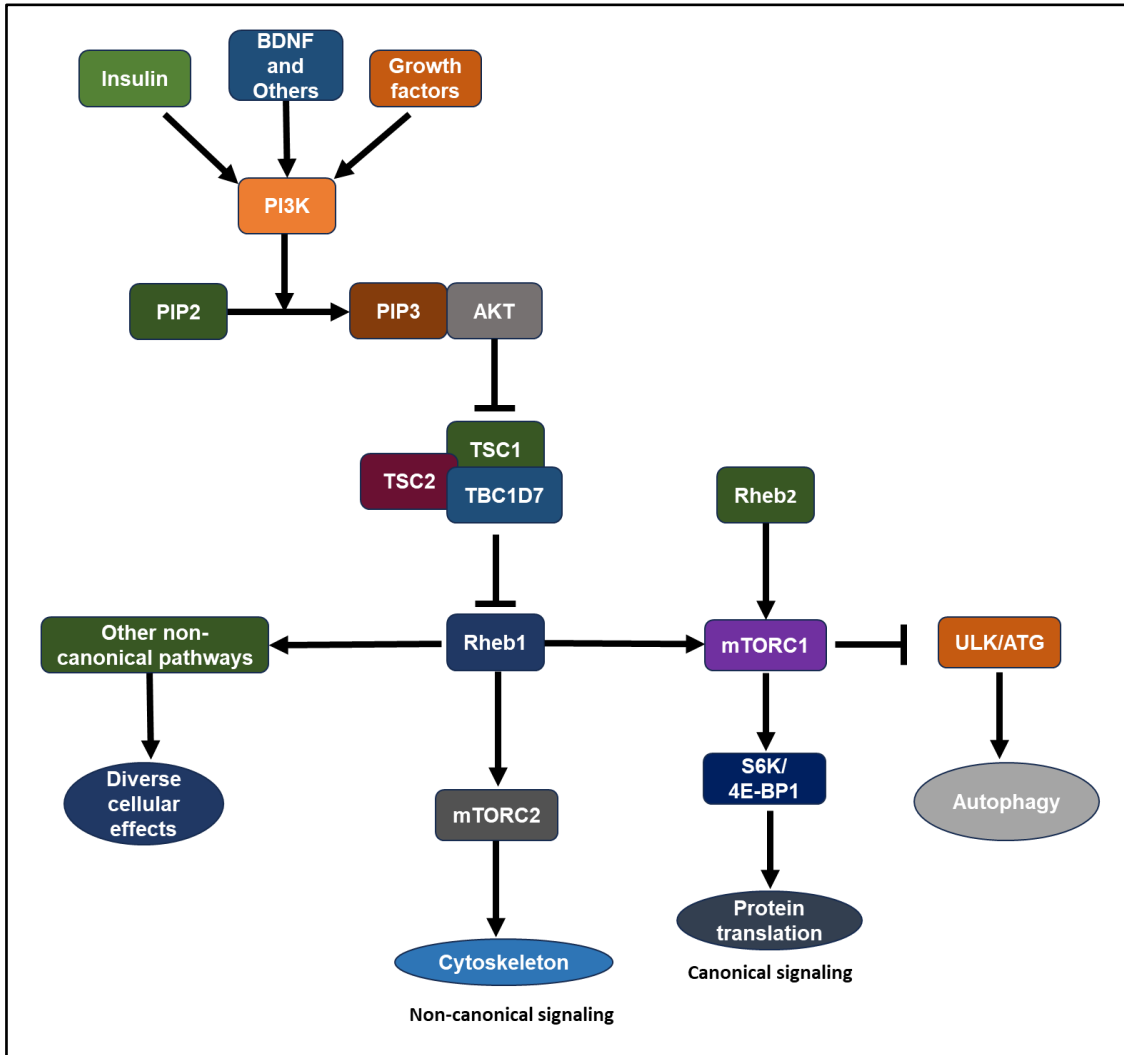 Insulin
BDNF
and
Others
Growth
factors
PI3K
PIP2
PIP3
AKT
TSC1
TSC2
TBC1D7
Rheb2
Other non-
canonical pathways
Rheb1
mTORC1
ULK/ATG
Diverse
cellular
effects
mTORC2
S6K/
4E-BP1
Autophagy
Protein
translation
Cytoskeleton
Canonical signaling
Non-canonical signaling